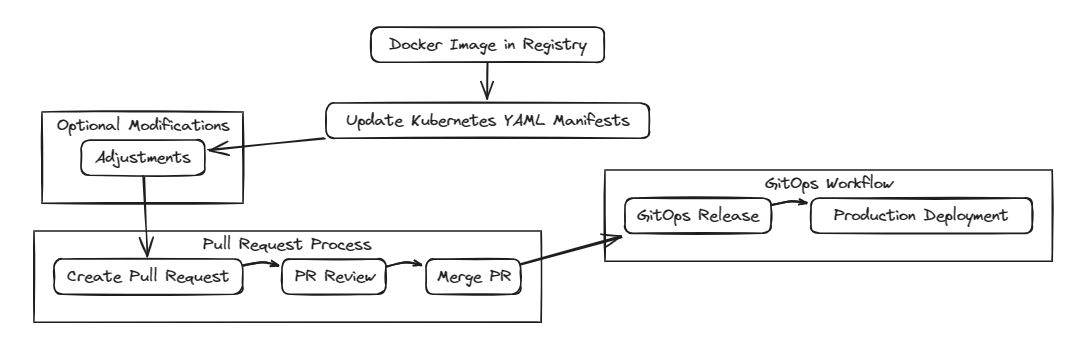 Docker Image in Registry
Update Kubernetes YAML Manifests
Optional Modifications
Adjustments
Pull Request Process
Create Pull Request
PR Review
Merge PR
GitOps Workflow
GitOps Release
Production Deployment